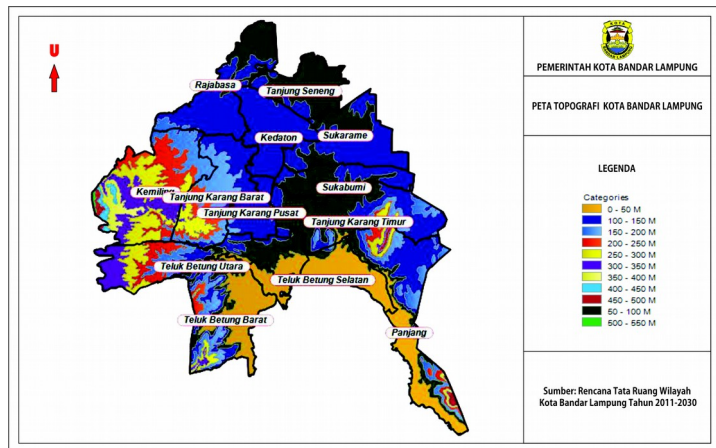 U
Rajabasa
Tanjung Seneng
Kedaton
Sukarame
Kemiling
Tanjung Karang Barat
Sukabumi
Tanjung Karang Pusat
Tanjung Karang Timur
Teluk Betung Utara
Teluk Betung Selatan
Teluk Betung Barat
Panjang
KOTA
BANDAR LAMPUNG
PEMERINTAH KOTA BANDAR LAMPUNG
PETA TOPOGRAFI KOTA BANDAR LAMPUNG
LEGENDA
Categories
0 - 50 M
100 - 150 M
150 - 200 M
200 - 250 M
250 - 300 M
300 - 350 M
350 - 400 M
400 - 450 M
450 - 500 M
50 - 100 M
500 - 550 M
Sumber: Rencana Tata Ruang Wilayah
Kota Bandar Lampung Tahun 2011-2030